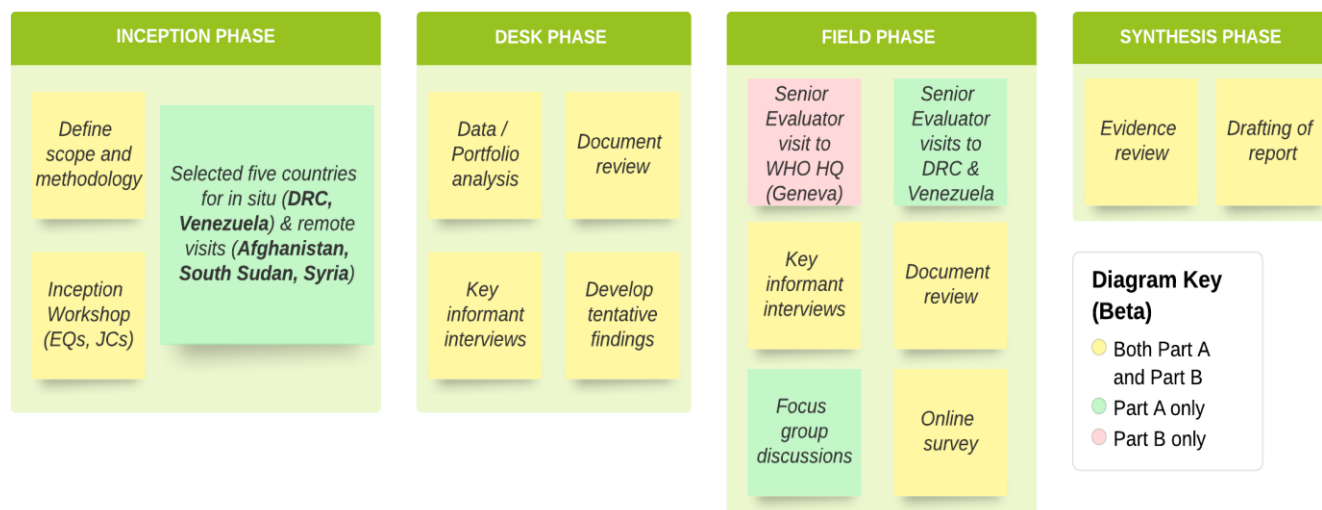 INCEPTION PHASE
Define
scope and
methodology
Selected five countries
for in situ (DRC,
Venezuela) & remote
visits (Afghanistan,
South Sudan, Syria)
Inception
Workshop
(EQs, JCs)
DESK PHASE
Data /
Portfolio
analysis
Document
review
Key
informant
interviews
Develop
tentative
findings
FIELD PHASE
Senior
Evaluator
visit to
WHO HQ
(Geneva)
Senior
Evaluator
visits to
DRC &
Venezuela
Key
informant
interviews
Document
review
Focus
group
discussions
Online
survey
SYNTHESIS PHASE
Evidence
review
Drafting of
report
Diagram Key
(Beta)
Both Part A
and Part B
Part A only
Part B only